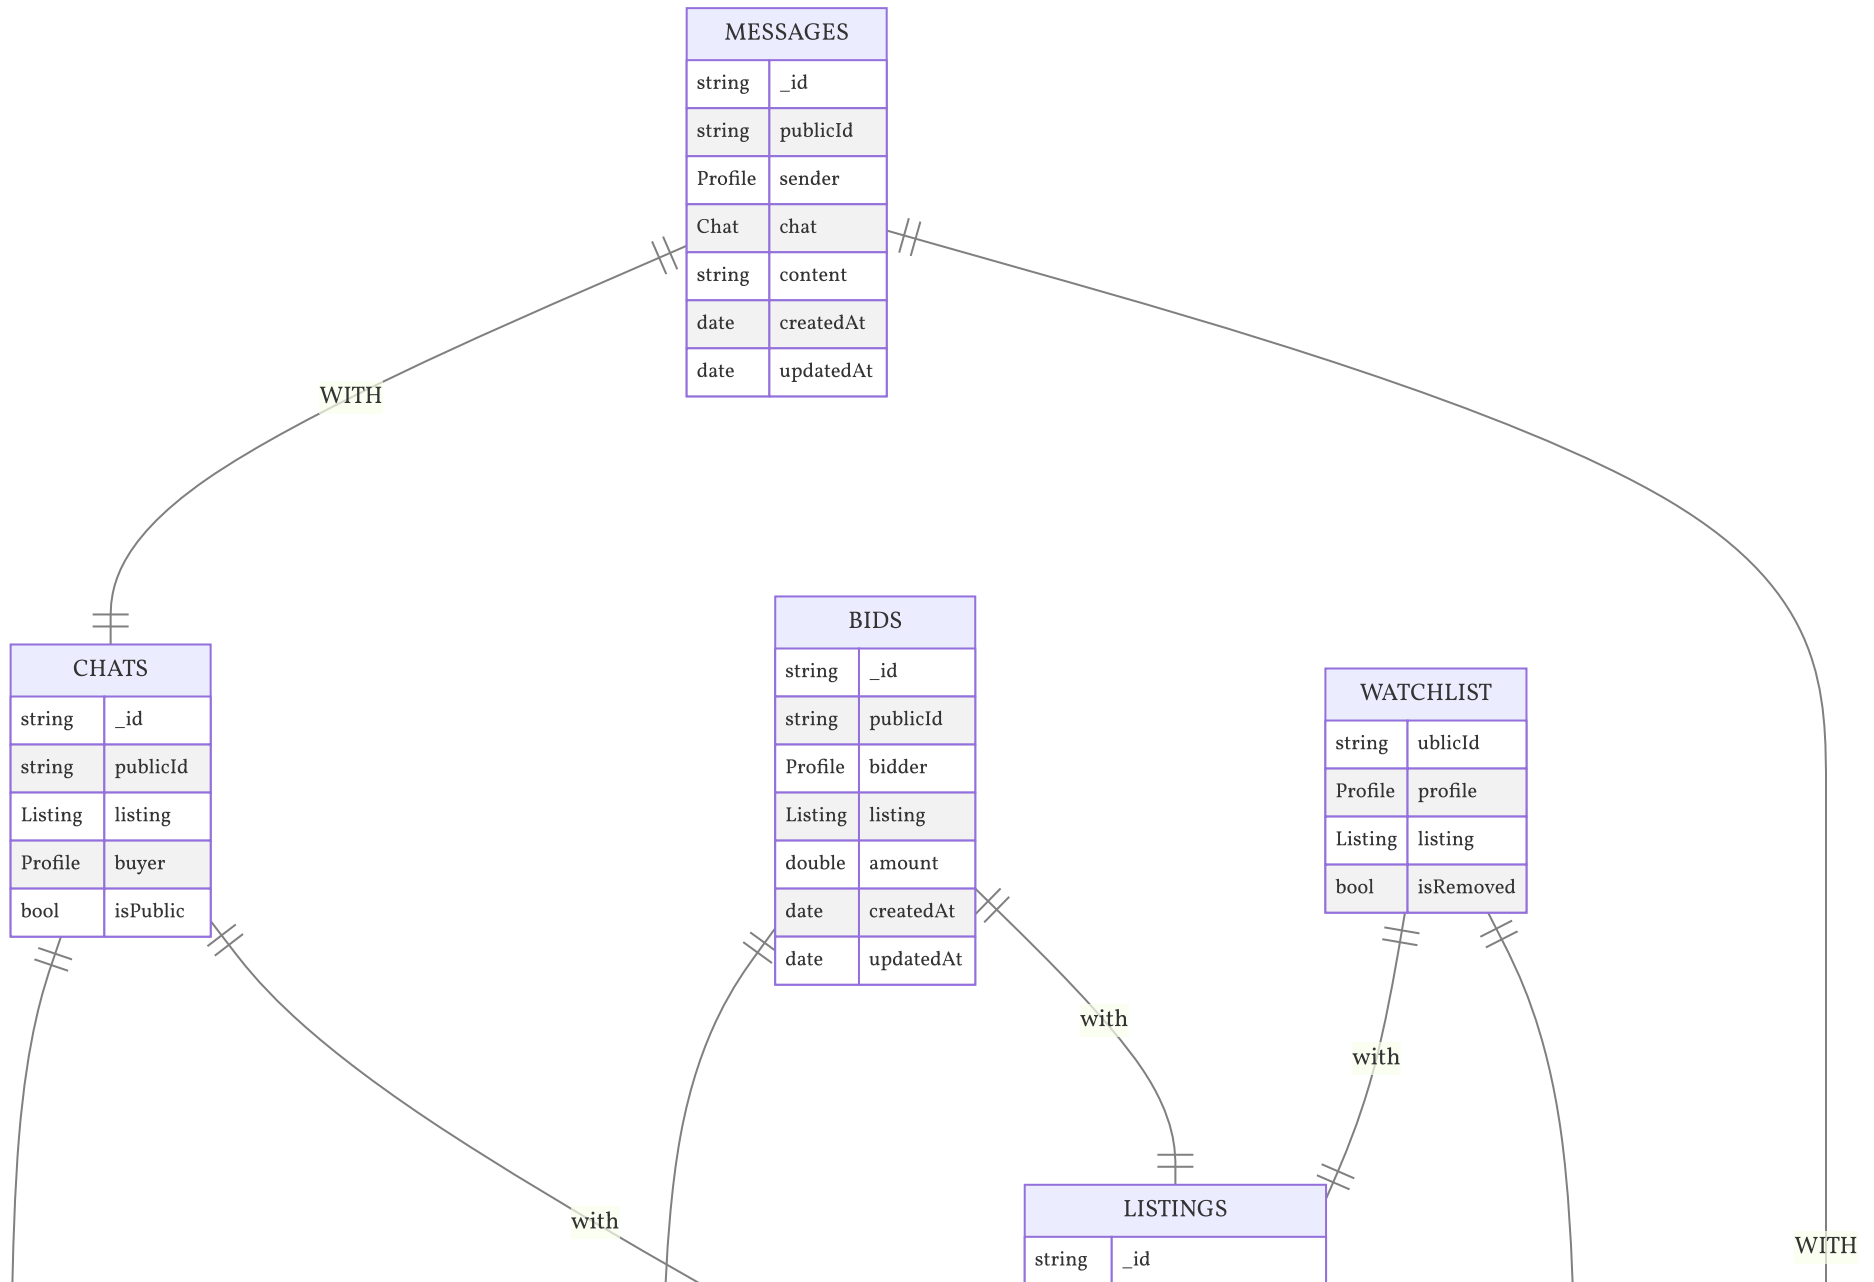 MESSAGES
string _id
string publicId
Profile sender
Chat chat
string content
date createdAt
date updatedAt
WITH
CHATS
string _id
string publicId
Listing listing
Profile buyer
bool isPublic
BIDS
string _id
string publicId
Profile bidder
Listing listing
double amount
date createdAt
date updatedAt
WATCHLIST
string ublicId
Profile profile
Listing listing
bool isRemoved
with
with
with
LISTINGS
string _id
WITH